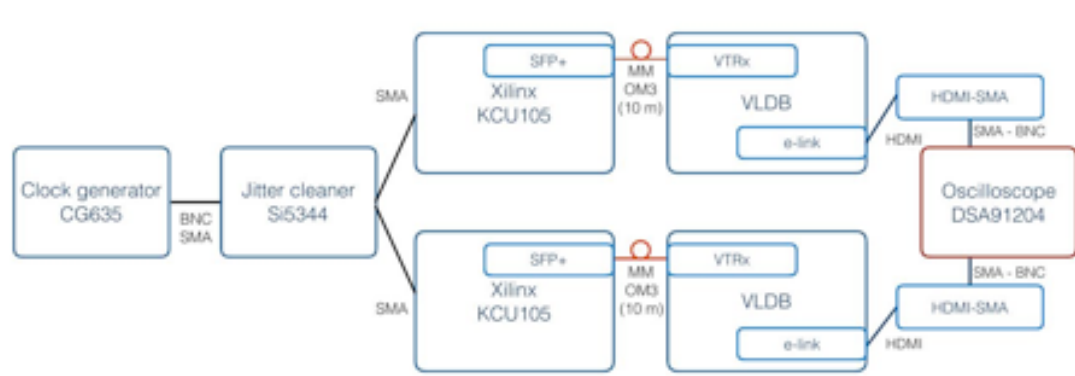 Clock generator
CG635
BNC
SMA
Jitter cleaner
Si5344
SMA
SFP+
Xilinx
KCU105
MM
OM3
(10 m)
VTRx
VLDB
e-link
HDMI
HDMI-SMA
SMA - BNC
Oscilloscope
DSA91204
SMA
SFP+
Xilinx
KCU105
MM
OM3
(10 m)
VTRx
VLDB
e-link
HDMI
SMA - BNC
HDMI-SMA